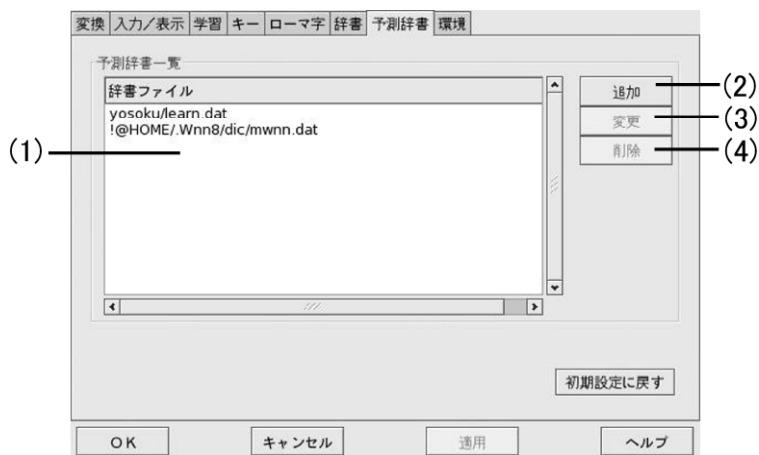 変換 入力／表示 学習 キー ローマ字 辞書 予測辞書 環境
予測辞書一覧
辞書ファイル
yosoku/learn.dat
!@HOME/.Wnn8/dic/mwnn.dat
追加
変更
削除
(1)
(2)
(3)
(4)
初期設定に戻す
OK キャンセル 適用 ヘルプ